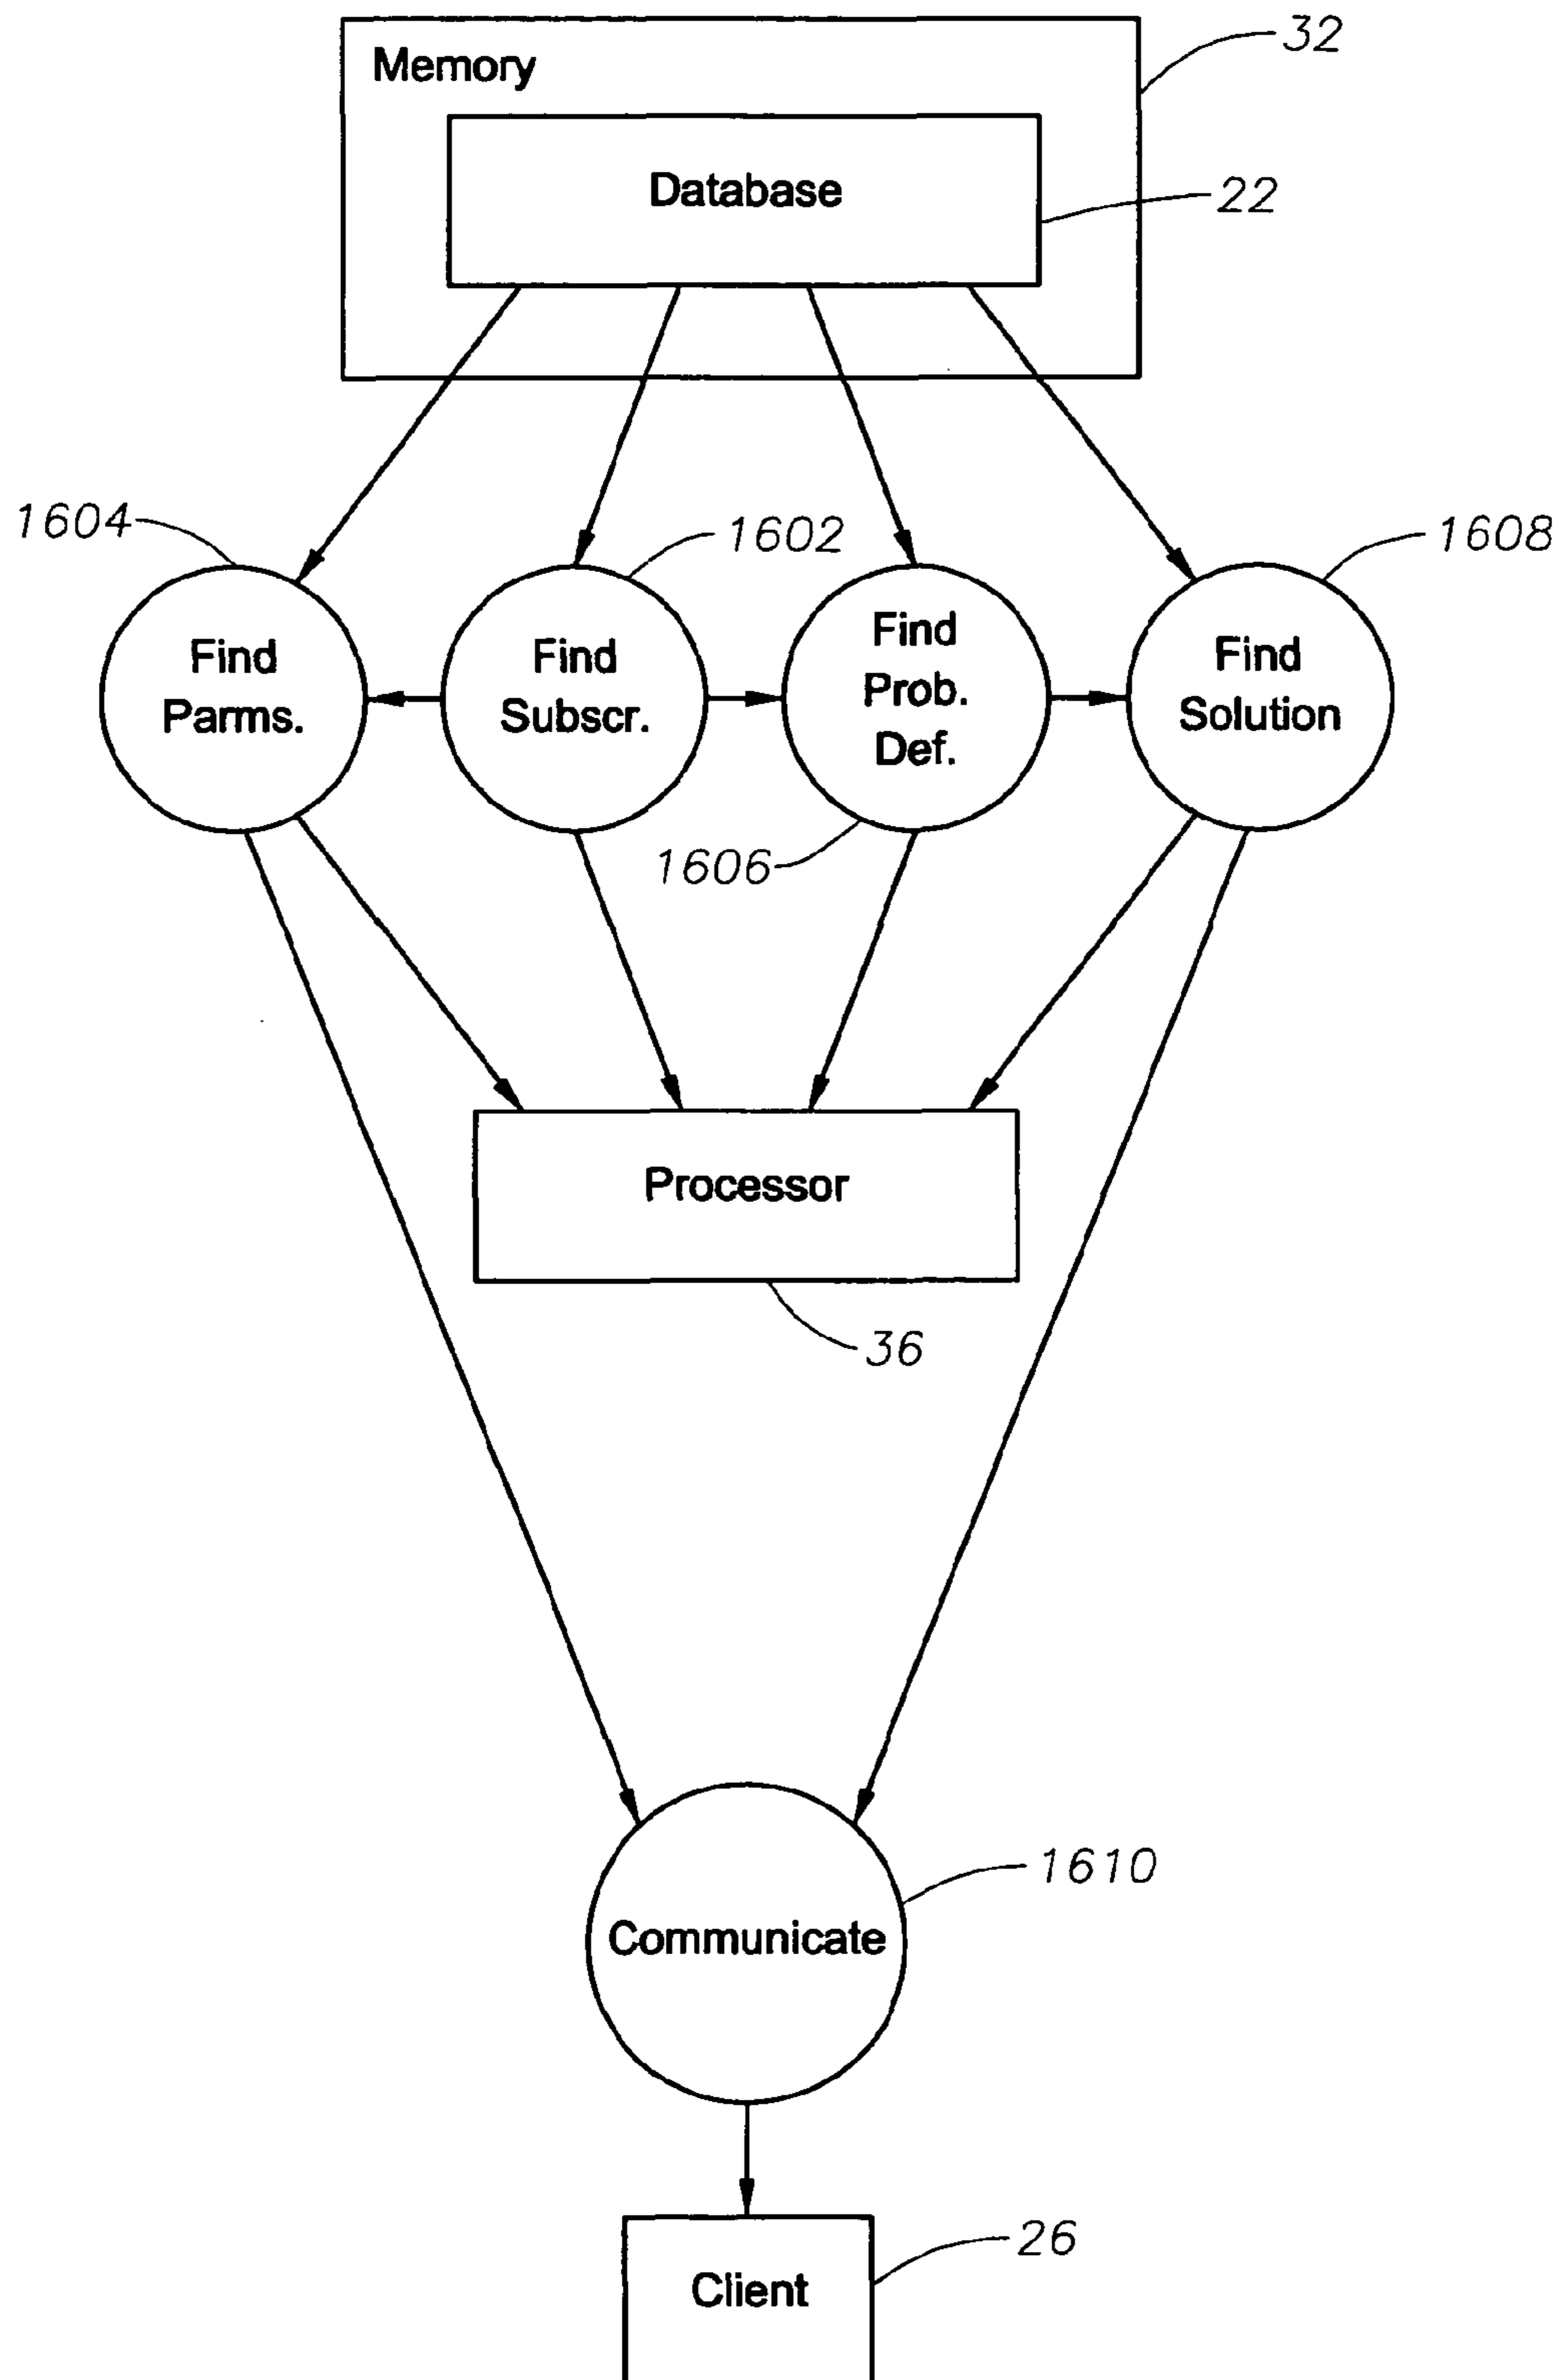 32
Memory
Database
22
1604
1602
1608
Find
Parms.
Find
Subscr.
Find
Prob.
Def.
Find
Solution
1606
Processor
36
1610
Communicate
26
Client